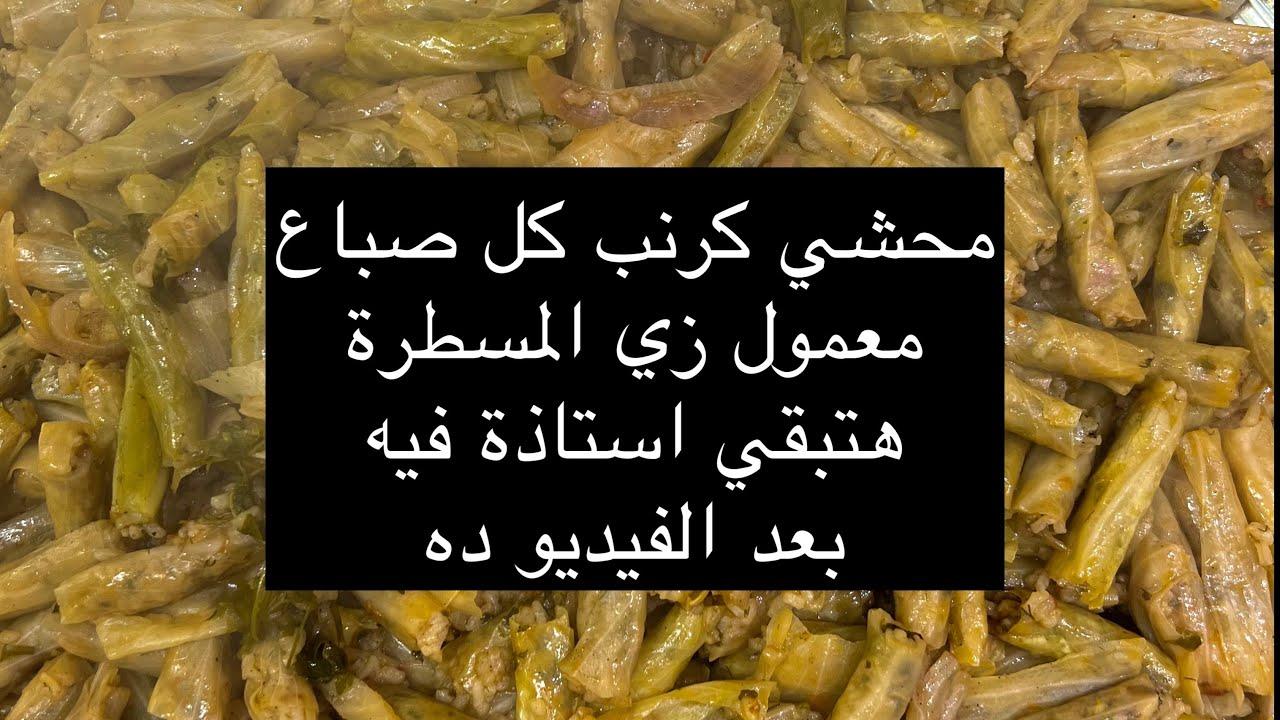 محشي كرنب كل صباع
معمول زي المسطرة
هتبقي استاذة فيه
بعد الفيديو ده